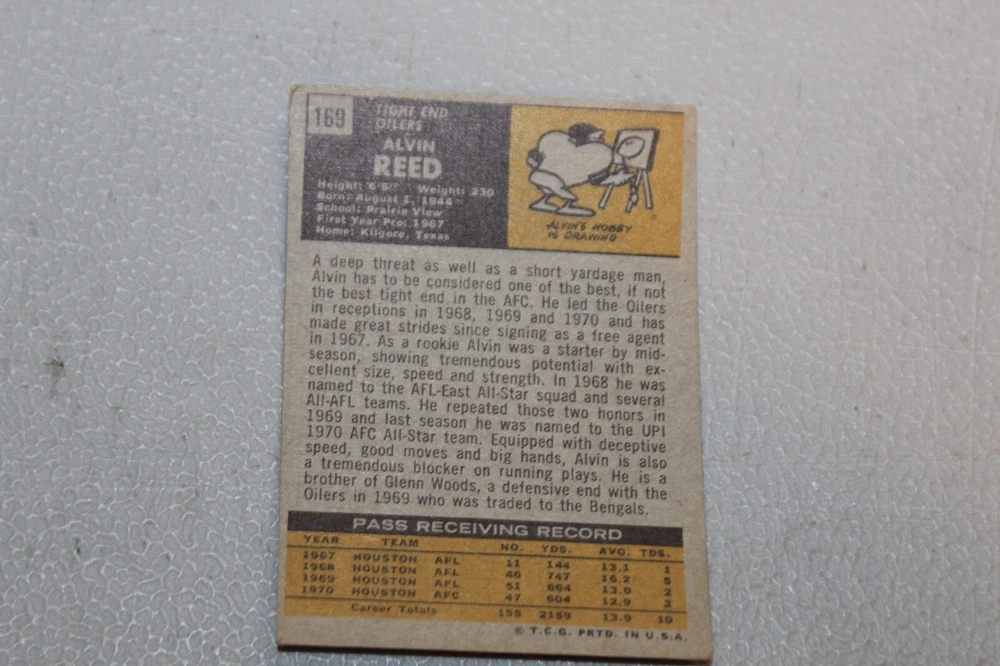 169
TIGHT END
OILERS
ALVIN
REED
Height: 6'5" Weight: 230
Born: August 1, 1944
School: Prairie View
First Year Pro: 1967
Home: Kilgore, Texas
ALVIN'S HOBBY
IS DRAWING
A deep threat as well as a short yardage man,
Alvin has to be considered one of the best, if not
the best tight end in the AFC. He led the Oilers
in receptions in 1968, 1969 and 1970 and has
made great strides since signing as a free agent
in 1967. As a rookie Alvin was a starter by mid-
season, showing tremendous potential with ex-
cellent size, speed and strength. In 1968 he was
named to the AFL-East All-Star squad and several
All-AFL teams. He repeated those two honors in
1969 and last season he was named to the UPI
1970 AFC All-Star team. Equipped with deceptive
speed, good moves and big hands, Alvin is also
a tremendous blocker on running plays. He is a
brother of Glenn Woods, a defensive end with the
Oilers in 1969 who was traded to the Bengals.
PASS RECEIVING RECORD
YEAR TEAM NO. YDS. AVG. TDS.
1967 HOUSTON AFL 11 144 13.1 1
1968 HOUSTON AFL 46 747 16.2 5
1969 HOUSTON AFL 51 664 13.0 2
1970 HOUSTON AFC 47 604 12.9 2
Career Totals 155 2159 13.9 10
© T.C.G. PRTD. IN U.S.A.